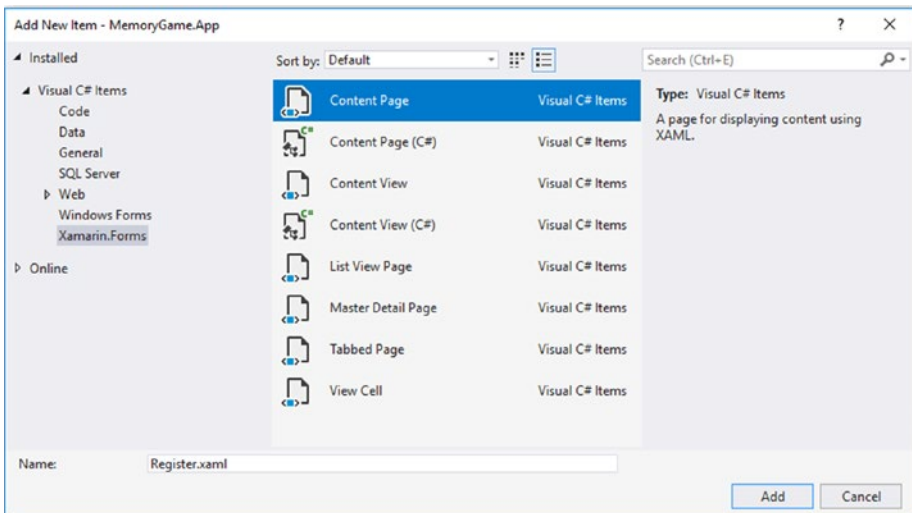 Add New Item - MemoryGame.App ? ×
Installed
Visual C# Items
Code
Data
General
SQL Server
Web
Windows Forms
Xamarin.Forms
Online
Sort by: Default
Search (Ctrl+E)
Content Page Visual C# Items
C# Content Page (C#) Visual C# Items
Content View Visual C# Items
C# Content View (C#) Visual C# Items
List View Page Visual C# Items
Master Detail Page Visual C# Items
Tabbed Page Visual C# Items
View Cell Visual C# Items
Type: Visual C# Items
A page for displaying content using
XAML.
Name: Register.xaml
Add Cancel